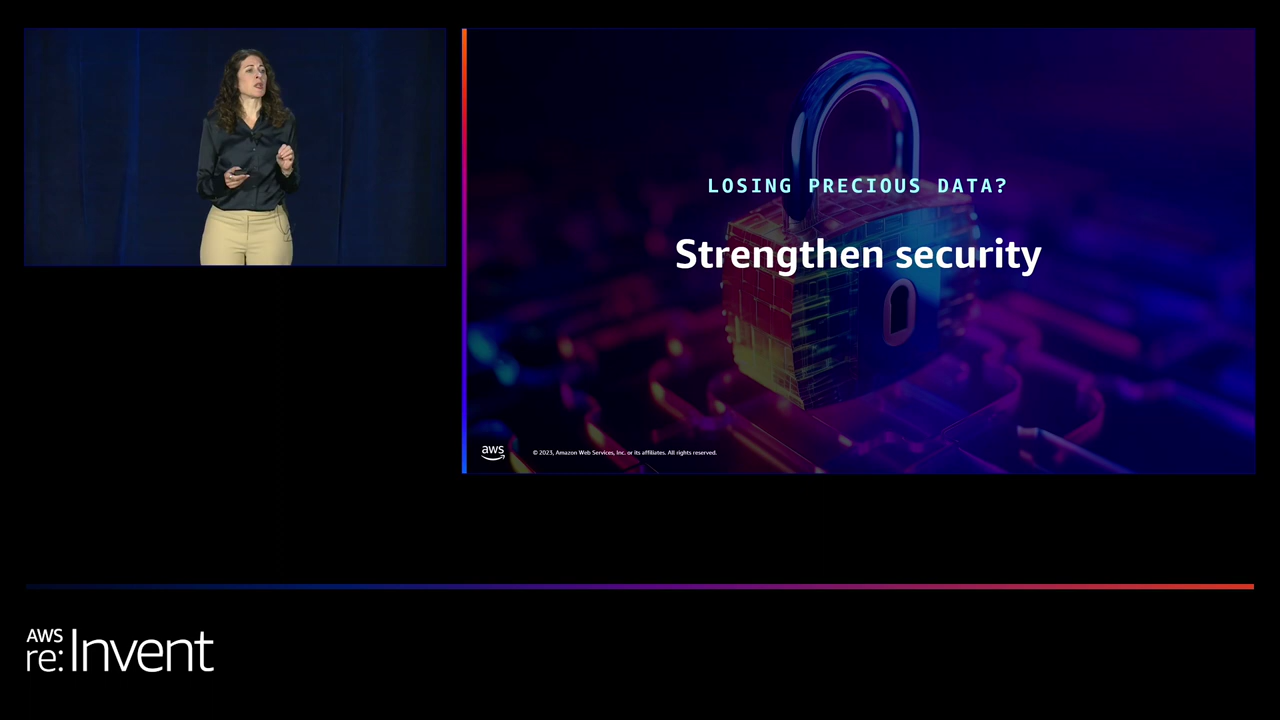 LOSING PRECIOUS DATA?
Strengthen security
aws
© 2023, Amazon Web Services, Inc. or its affiliates. All rights reserved.
AWS
re:Invent